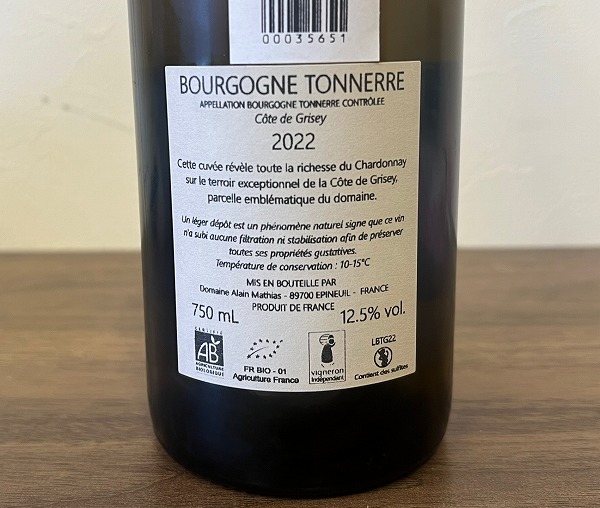 00035651
BOURGOGNE TONNERRE
APPELLATION BOURGOGNE TONNERRE CONTRÔLÉE
Côte de Grisey
2022
Cette cuvée révèle toute la richesse du Chardonnay
sur le terroir exceptionnel de la Côte de Grisey,
parcelle emblématique du domaine.
Un léger dépôt est un phénomène naturel signe que ce vin
n'a subi aucune filtration ni stabilisation afin de préserver
toutes ses propriétés gustatives.
Température de conservation : 10-15°C
MIS EN BOUTEILLE PAR
Domaine Alain Mathias - 89700 EPINEUIL - FRANCE
PRODUIT DE FRANCE
750 mL
12.5% vol.
CERTIFIÉ
AB
AGRICULTURE
BIOLOGIQUE
FR BIO - 01
Agriculture France
vigneron
indépendant
LBTG22
Contient des sulfites